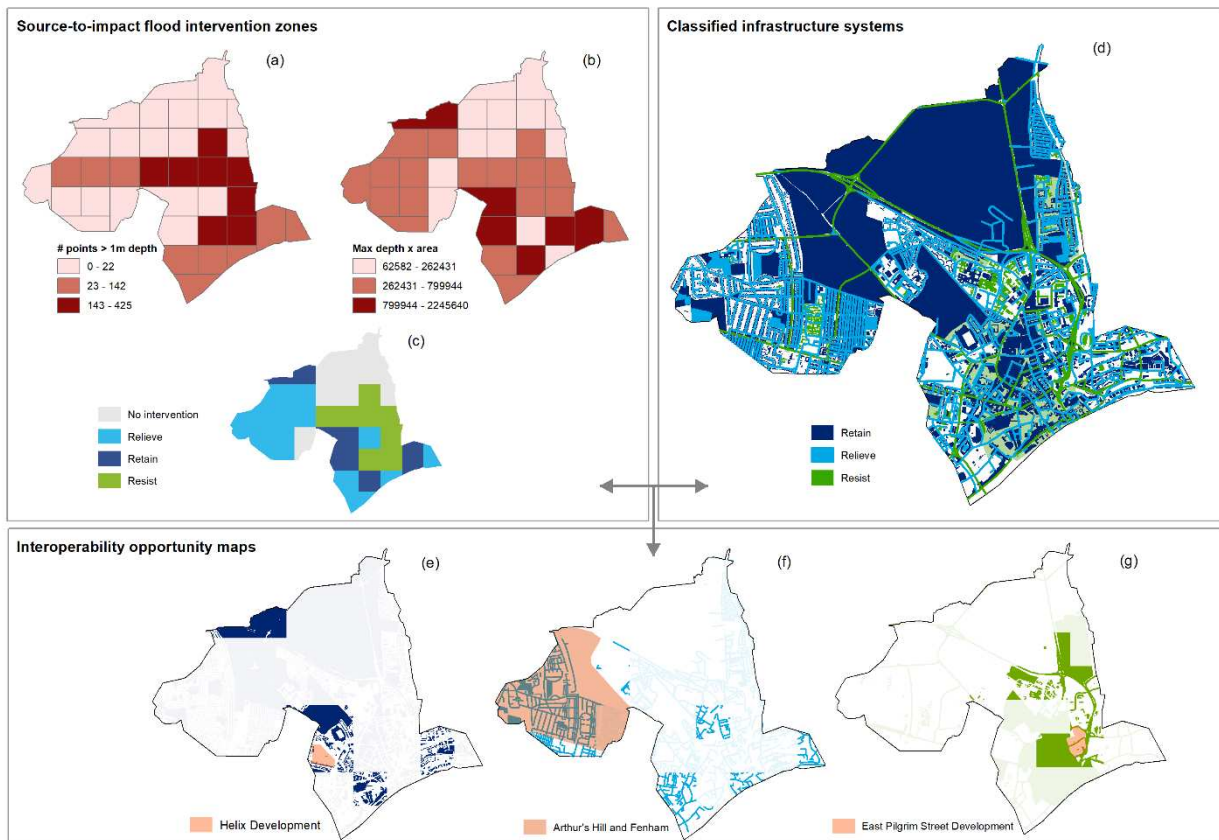 Source-to-impact flood intervention zones
(a)
(b)
# points > 1m depth
0 - 22
23 - 142
143 - 425
Max depth x area
62582 - 262431
262431 - 799944
799944 - 2245640
(c)
No intervention
Relieve
Retain
Resist
Classified infrastructure systems
(d)
Retain
Relieve
Resist
Interoperability opportunity maps
(e)
(f)
(g)
Helix Development
Arthur's Hill and Fenham
East Pilgrim Street Development